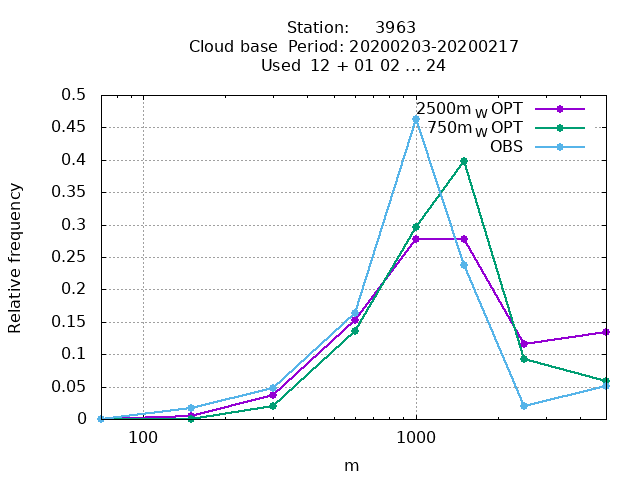 Station: 3963
Cloud base Period: 20200203-20200217
Used 12 + 01 02 ... 24
0.5
0.45
0.4
0.35
0.3
0.25
0.2
0.15
0.1
0.05
0
Relative frequency
2500m w OPT
750m w OPT
OBS
100
1000
m